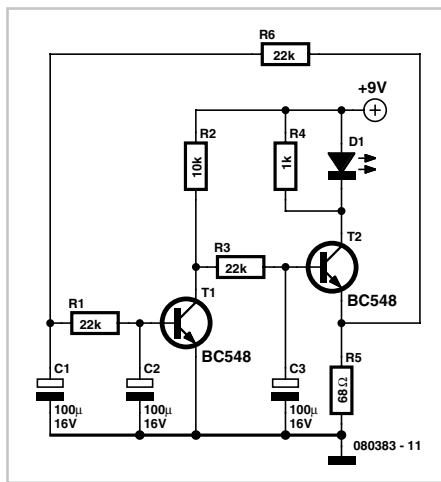 R6
22k
+9V
R2
10k
R4
1k
D1
R3
22k
T2
BC548
R1
22k
T1
BC548
C1
100µ
16V
C2
100µ
16V
C3
100µ
16V
R5
68Ω
080383 - 11